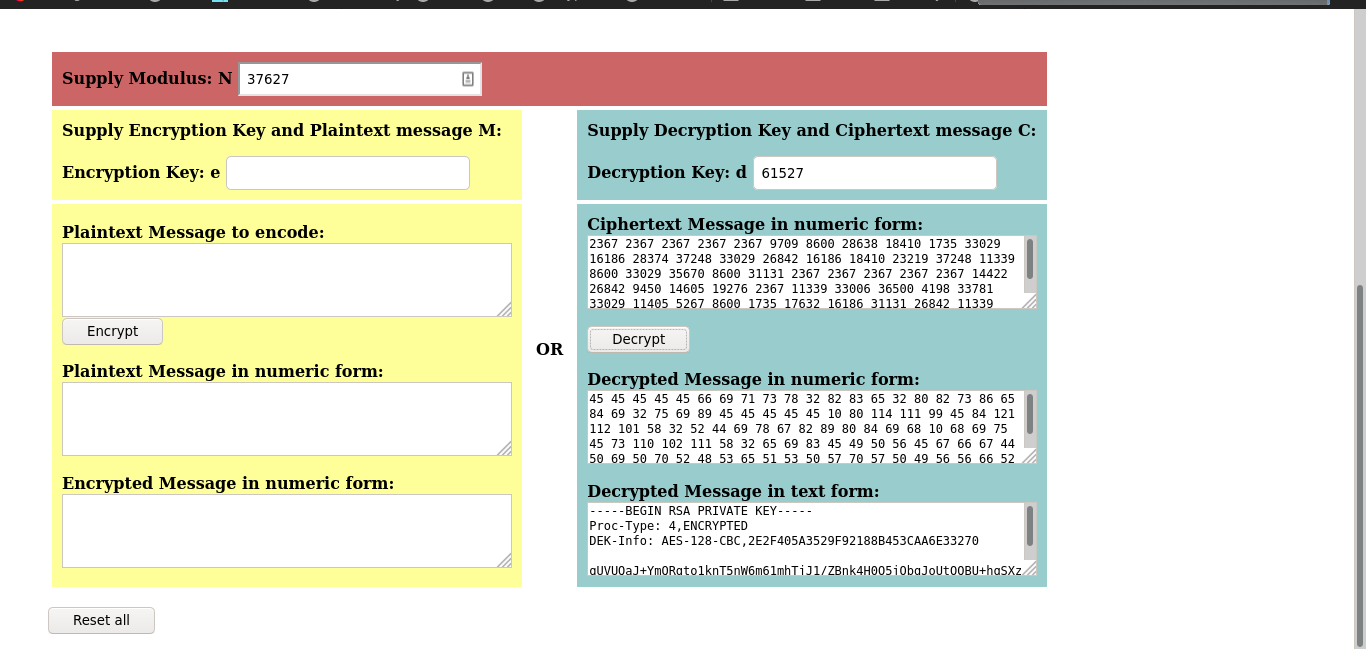 Supply Modulus: N 37627
Supply Encryption Key and Plaintext message M:
Encryption Key: e
Plaintext Message to encode:
Encrypt
Plaintext Message in numeric form:
Encrypted Message in numeric form:
OR
Supply Decryption Key and Ciphertext message C:
Decryption Key: d 61527
Ciphertext Message in numeric form:
2367 2367 2367 2367 2367 9709 8600 28638 18410 1735 33029
16186 28374 37248 33029 26842 16186 18410 23219 37248 11339
8600 33029 35670 8600 31131 2367 2367 2367 2367 2367 14422
26842 9450 14605 19276 2367 11339 33006 36500 4198 33781
33029 11405 5267 8600 1735 17632 16186 31131 26842 11339
Decrypt
Decrypted Message in numeric form:
45 45 45 45 45 66 69 71 73 78 32 82 83 65 32 80 82 73 86 65
84 69 32 75 69 89 45 45 45 45 45 10 80 114 111 99 45 84 121
112 101 58 32 52 44 69 78 67 82 89 80 84 69 68 10 68 69 75
45 73 110 102 111 58 32 65 69 83 45 49 50 56 45 67 66 67 44
50 69 50 70 52 48 53 65 51 53 50 57 70 57 50 49 56 56 66 52
Decrypted Message in text form:
-----BEGIN RSA PRIVATE KEY-----
Proc-Type: 4,ENCRYPTED
DEK-Info: AES-128-CBC,2E2F405A3529F92188B453CAA6E33270
Reset all